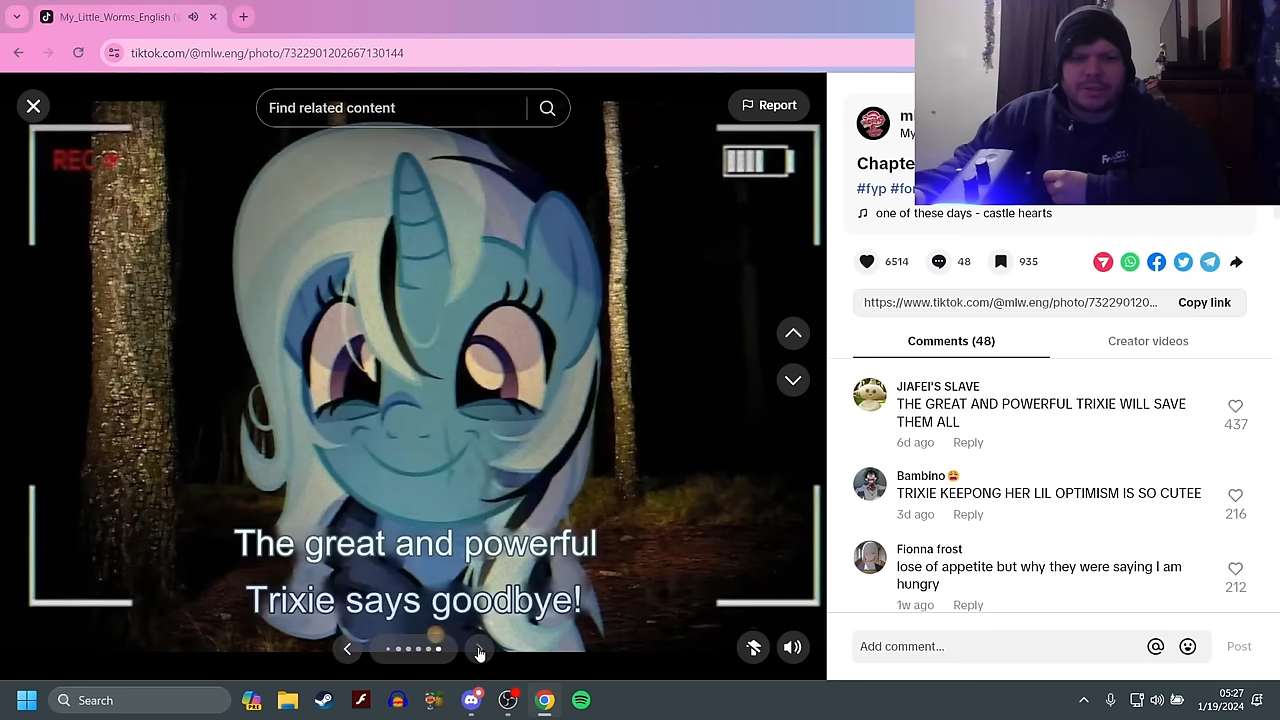 My_Little_Worms_English (
tiktok.com/@mlw.eng/photo/7322901202667130144
Find related content
Report
REC
The great and powerful
Trixie says goodbye!
Chapte
#fyp #for
one of these days - castle hearts
6514
48
935
https://www.tiktok.com/@mlw.eng/photo/732290120...
Copy link
Comments (48)
Creator videos
JIAFEI'S SLAVE
THE GREAT AND POWERFUL TRIXIE WILL SAVE
THEM ALL
437
6d ago
Reply
Bambino
TRIXIE KEEPONG HER LIL OPTIMISM IS SO CUTEE
216
3d ago
Reply
Fionna frost
lose of appetite but why they were saying I am
hungry
212
1w ago
Reply
Add comment...
Post
Search
05:27
1/19/2024